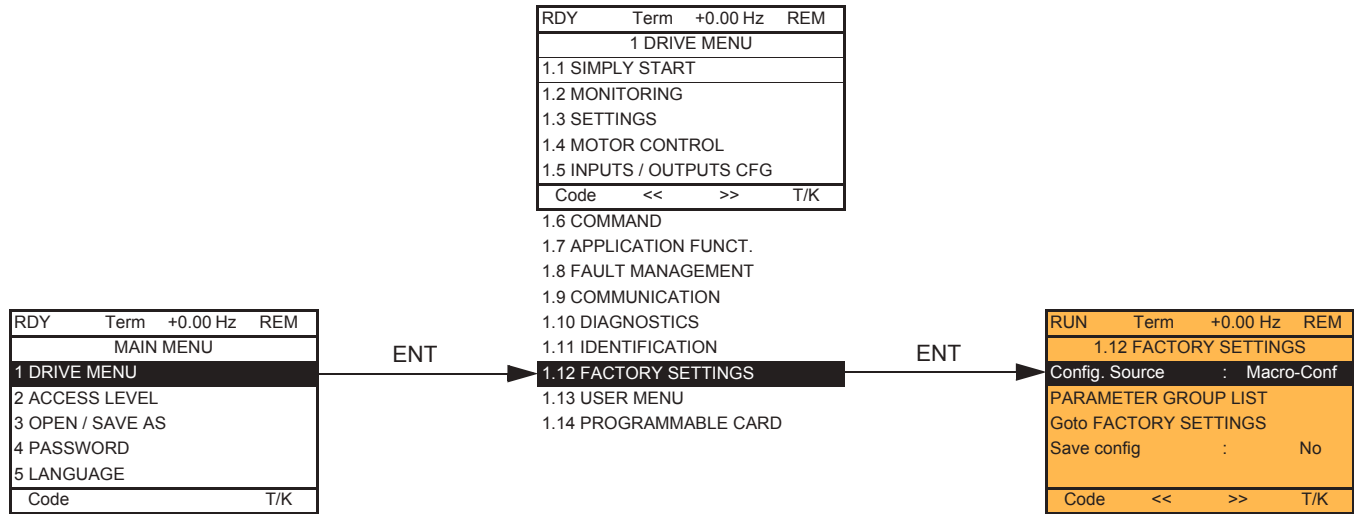 RDY Term +0.00 Hz REM
MAIN MENU
1 DRIVE MENU
2 ACCESS LEVEL
3 OPEN / SAVE AS
4 PASSWORD
5 LANGUAGE
Code T/K
ENT
RDY Term +0.00 Hz REM
1 DRIVE MENU
1.1 SIMPLY START
1.2 MONITORING
1.3 SETTINGS
1.4 MOTOR CONTROL
1.5 INPUTS / OUTPUTS CFG
Code << >> T/K
1.6 COMMAND
1.7 APPLICATION FUNCT.
1.8 FAULT MANAGEMENT
1.9 COMMUNICATION
1.10 DIAGNOSTICS
1.11 IDENTIFICATION
1.12 FACTORY SETTINGS
1.13 USER MENU
1.14 PROGRAMMABLE CARD
ENT
RUN Term +0.00 Hz REM
1.12 FACTORY SETTINGS
Config. Source : Macro-Conf
PARAMETER GROUP LIST
Goto FACTORY SETTINGS
Save config : No
Code << >> T/K